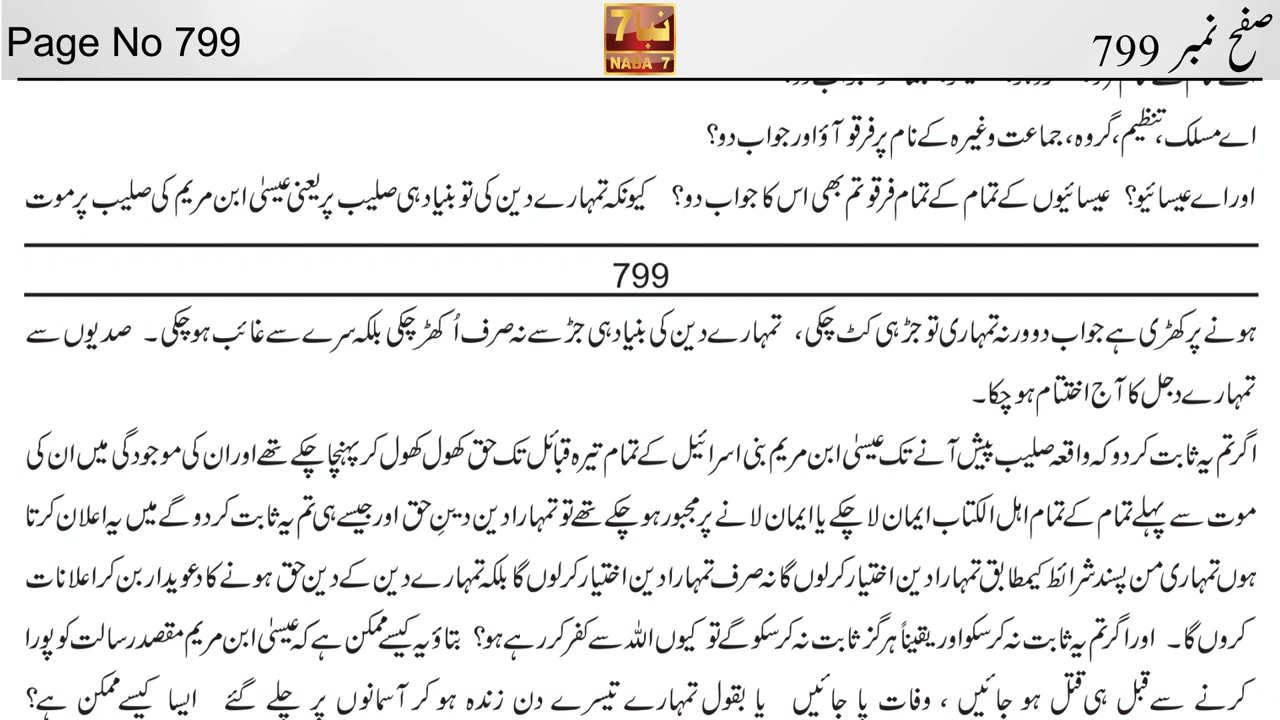 Page No 799
نبا7
NABA 7
صفحہ نمبر 799
اے مسلک، تنظیم، گروہ، جماعت وغیرہ کے نام پر فرقو آؤ اور جواب دو؟
اور اے عیسائیو؟ عیسائیوں کے تمام کے تمام فرقو تم بھی اس کا جواب دو؟ کیونکہ تمہارے دین کی تو بنیاد ہی صلیب پر یعنی عیسیٰ ابن مریم کی صلیب پر موت
799
ہونے پر کھڑی ہے جواب دو ورنہ تمہاری تو جڑ ہی کٹ چکی، تمہارے دین کی بنیاد ہی جڑ سے نہ صرف اُکھڑ چکی بلکہ سرے سے غائب ہو چکی۔ صدیوں سے
تمہارے دجل کا آج اختتام ہو چکا۔
اگر تم یہ ثابت کر دو کہ واقعہ صلیب پیش آنے تک عیسیٰ ابن مریم بنی اسرائیل کے تمام تیرہ قبائل تک حق کھول کھول کر پہنچا چکے تھے اور ان کی موجودگی میں ان کی
موت سے پہلے تمام کے تمام اہل الکتاب ایمان لا چکے یا ایمان لانے پر مجبور ہو چکے تھے تو تمہارا دین دینِ حق اور جیسے ہی تم یہ ثابت کر دو گے میں یہ اعلان کرتا
ہوں تمہاری من پسند شرائط کیمطابق تمہارا دین اختیار کر لوں گا نہ صرف تمہارا دین اختیار کر لوں گا بلکہ تمہارے دین کے دین حق ہونے کا دعویدار بن کر اعلانات
کروں گا۔ اور اگر تم یہ ثابت نہ کر سکو اور یقیناً ہرگز ثابت نہ کر سکو گے تو کیوں اللہ سے کفر کر رہے ہو؟ بتاؤ یہ کیسے ممکن ہے کہ عیسیٰ ابن مریم مقصد رسالت کو پورا
کرنے سے قبل ہی قتل ہو جائیں، وفات پا جائیں یا بقول تمہارے تیسرے دن زندہ ہو کر آسمانوں پر چلے گئے ایسا کیسے ممکن ہے؟